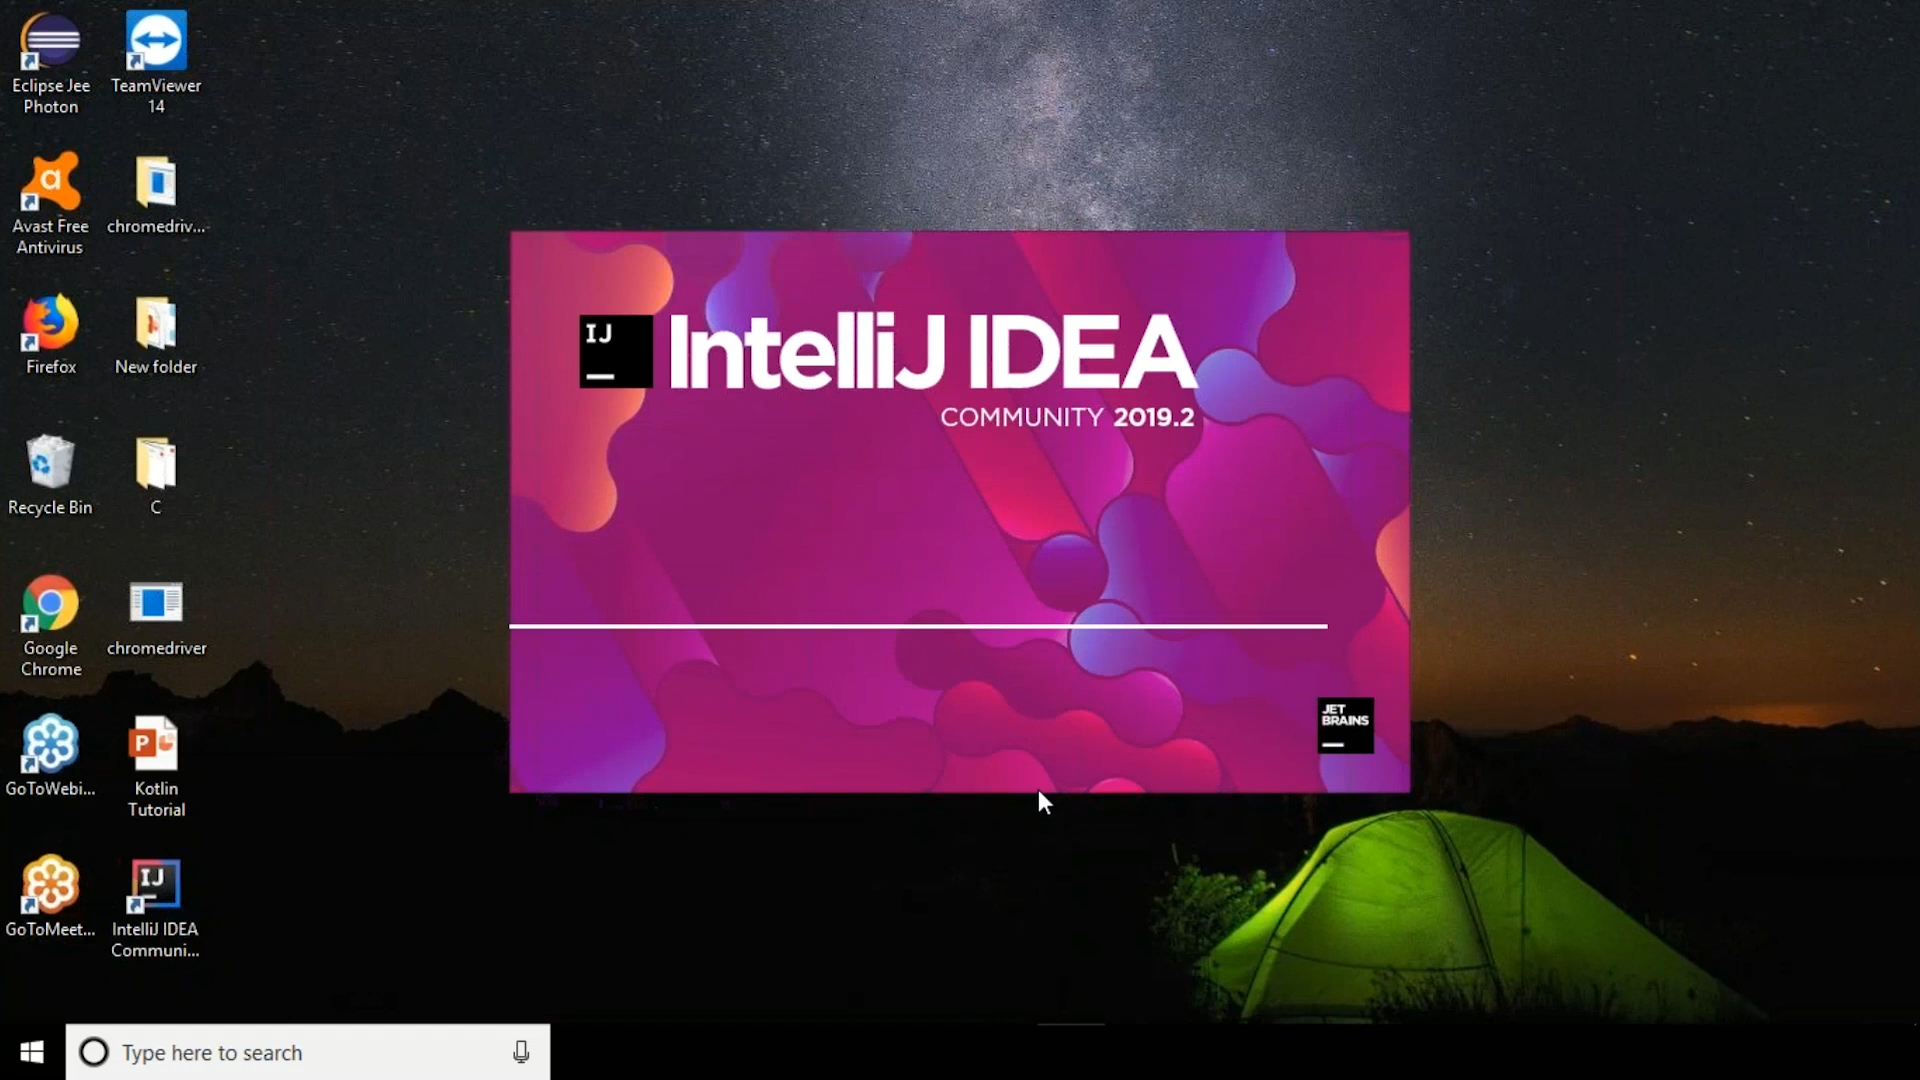 Eclipse Jee
Photon
TeamViewer
14
Avast Free
Antivirus
chromedriv...
Firefox
New folder
Recycle Bin
C
Google
Chrome
chromedriver
GoToWebi...
Kotlin
Tutorial
GoToMeet...
IntelliJ IDEA
Communi...
IJ
IntelliJ IDEA
COMMUNITY 2019.2
JET
BRAINS
a
P
IJ
Type here to search